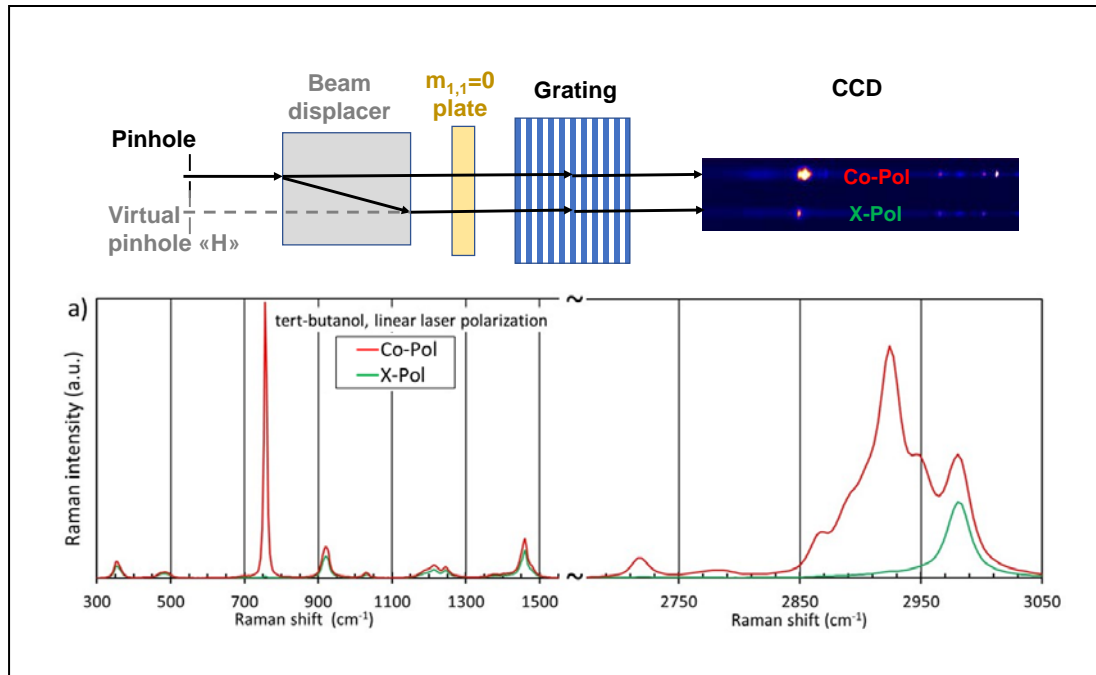 Beam
displacer
m1,1=0
plate
Grating
CCD
Pinhole
Virtual
pinhole «H»
Co-Pol
X-Pol
a)
~
tert-butanol, linear laser polarization
Co-Pol
X-Pol
Raman intensity (a.u.)
300 500 700 900 1100 1300 1500 ~ 2750 2850 2950 3050
Raman shift (cm-1) Raman shift (cm-1)